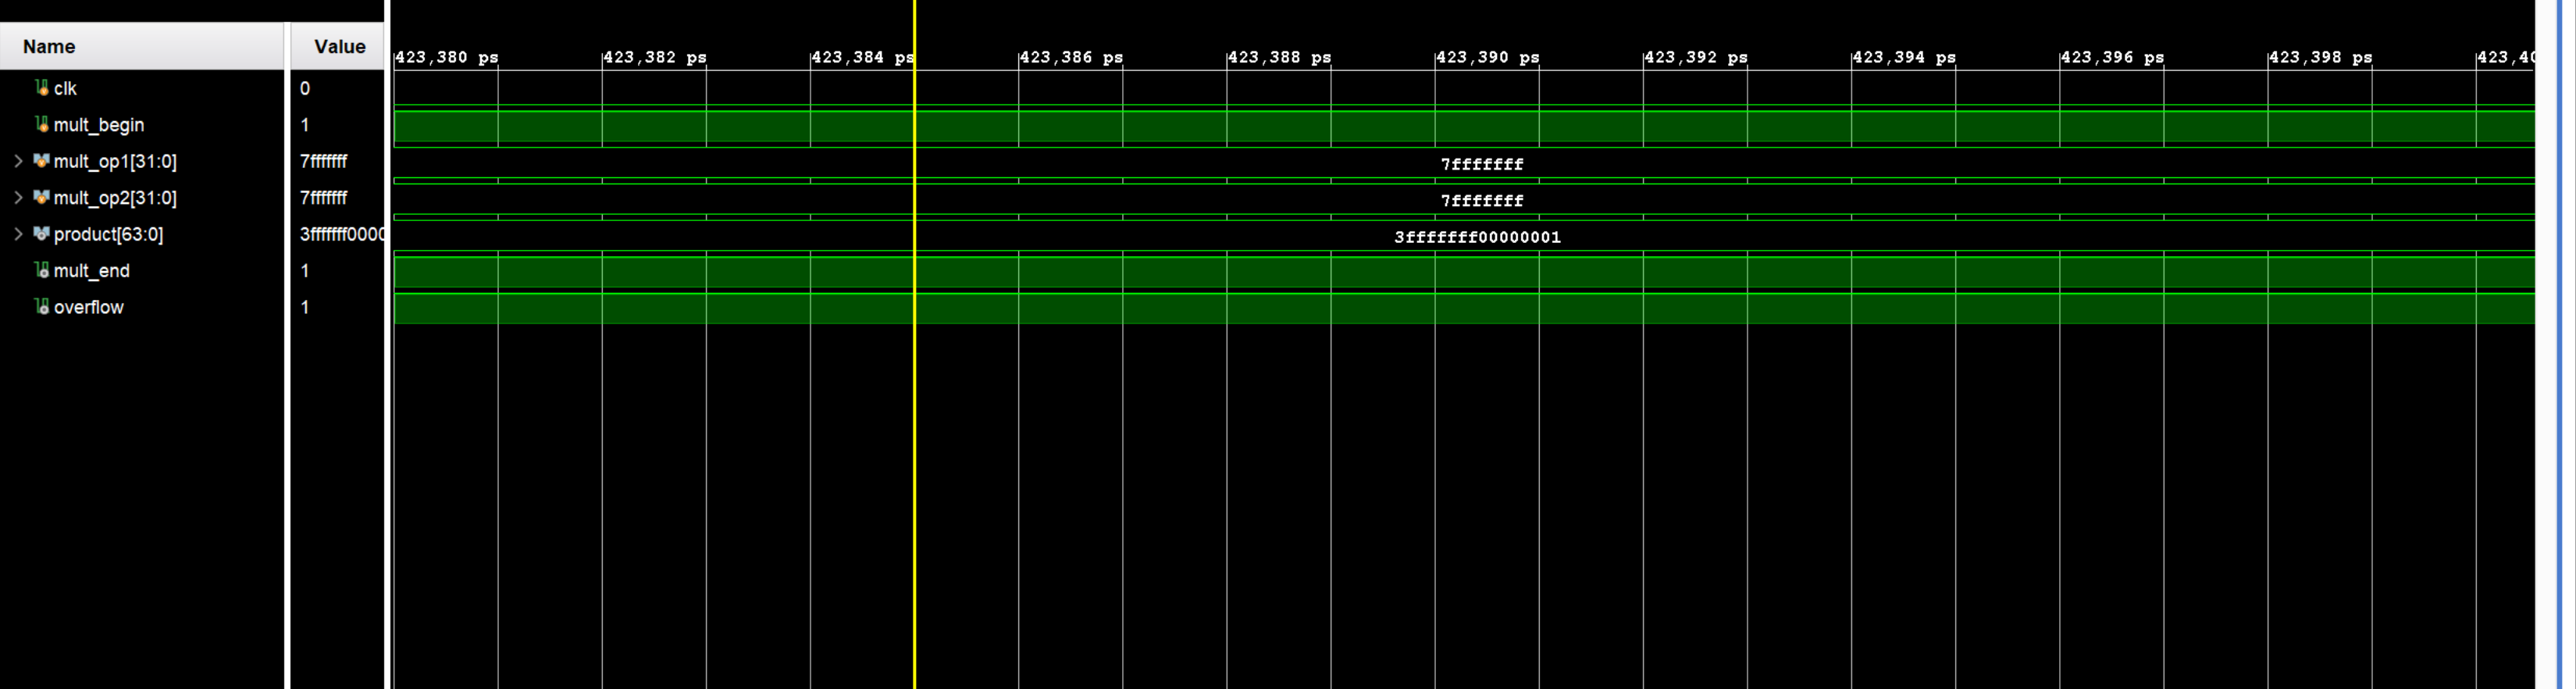 Name Value 423,380 ps 423,382 ps 423,384 ps 423,386 ps 423,388 ps 423,390 ps 423,392 ps 423,394 ps 423,396 ps 423,398 ps 423,40
clk 0
mult_begin 1
mult_op1[31:0] 7fffffff 7fffffff
mult_op2[31:0] 7fffffff 7fffffff
product[63:0] 3fffffff0000 3fffffff00000001
mult_end 1
overflow 1